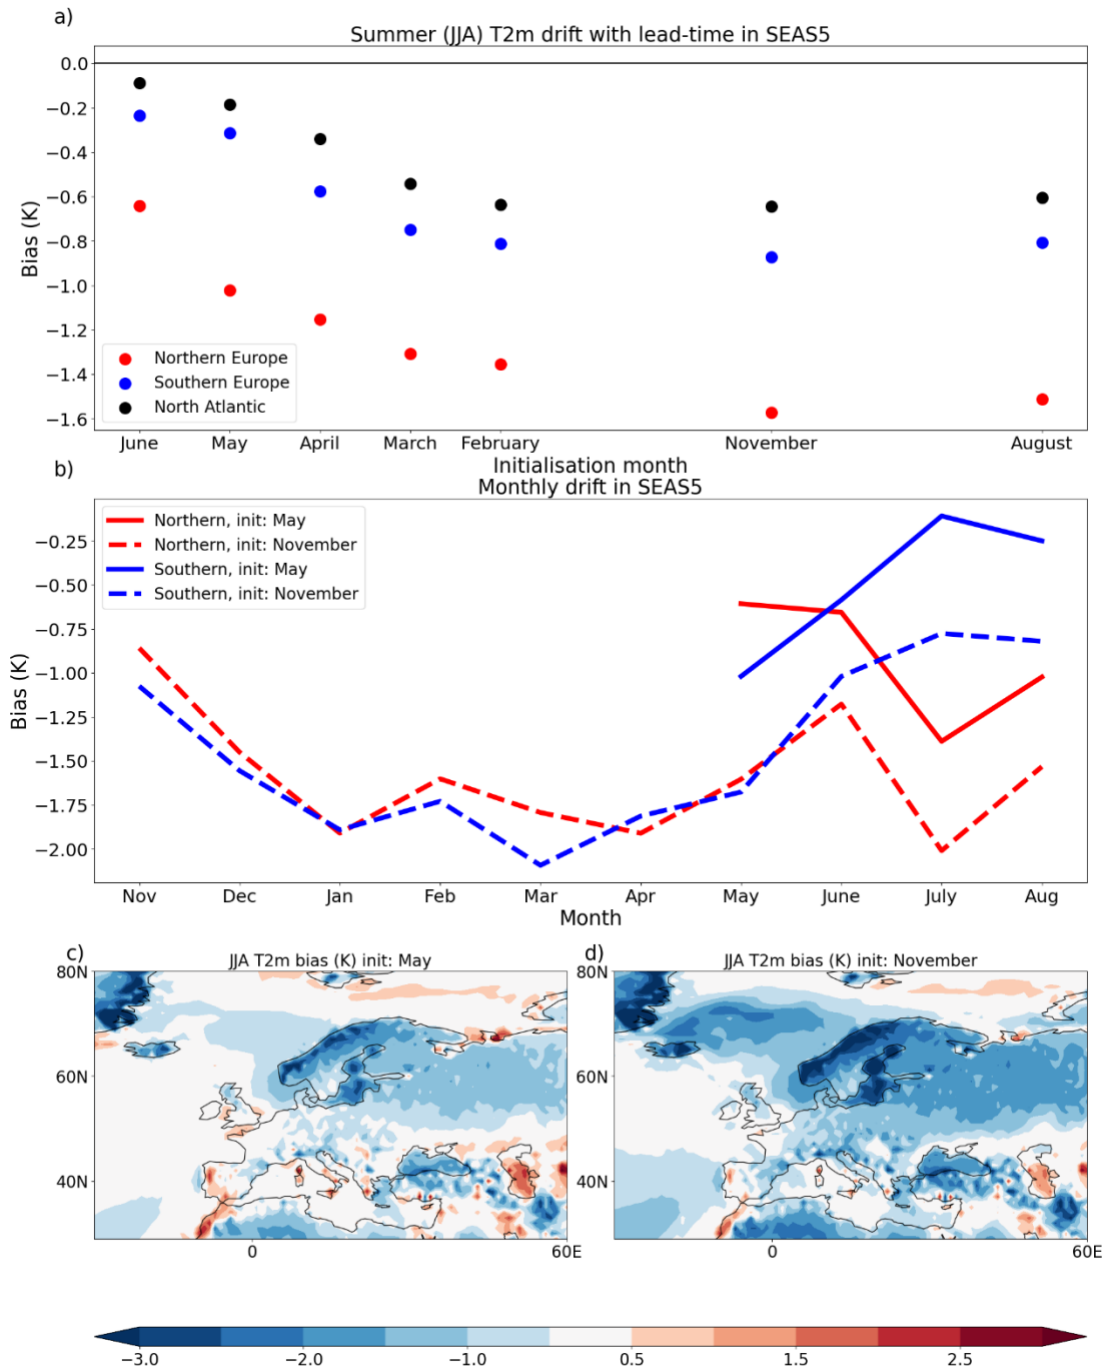 a)
Summer (JJA) T2m drift with lead-time in SEAS5
0.0
−0.2
−0.4
−0.6
−0.8
−1.0
−1.2
−1.4
−1.6
Bias (K)
Northern Europe
Southern Europe
North Atlantic
June May April March February November August
Initialisation month
b)
Monthly drift in SEAS5
−0.25
−0.50
−0.75
−1.00
−1.25
−1.50
−1.75
−2.00
Bias (K)
Northern, init: May
Northern, init: November
Southern, init: May
Southern, init: November
Nov Dec Jan Feb Mar Apr May June July Aug
Month
c)
JJA T2m bias (K) init: May
80N
60N
40N
0 60E
d)
JJA T2m bias (K) init: November
80N
60N
40N
0 60E
−3.0 −2.0 −1.0 0.5 1.5 2.5